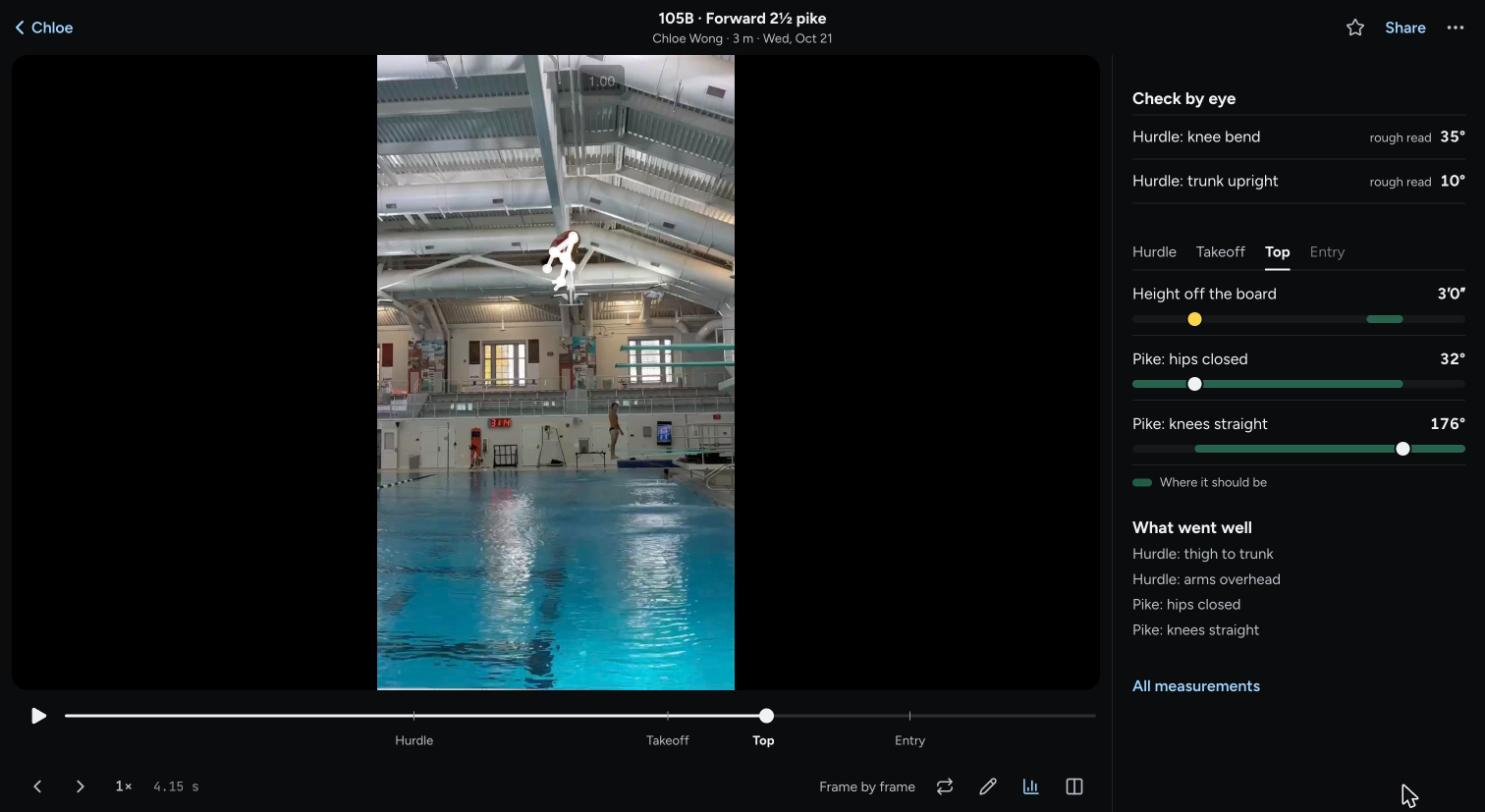 Chloe
105B · Forward 2½ pike
Chloe Wong · 3 m · Wed, Oct 21
Share
1.00
Check by eye
Hurdle: knee bend rough read 35°
Hurdle: trunk upright rough read 10°
Hurdle Takeoff Top Entry
Height off the board 3'0"
Pike: hips closed 32°
Pike: knees straight 176°
Where it should be
What went well
Hurdle: thigh to trunk
Hurdle: arms overhead
Pike: hips closed
Pike: knees straight
All measurements
Hurdle Takeoff Top Entry
1× 4.15 s Frame by frame